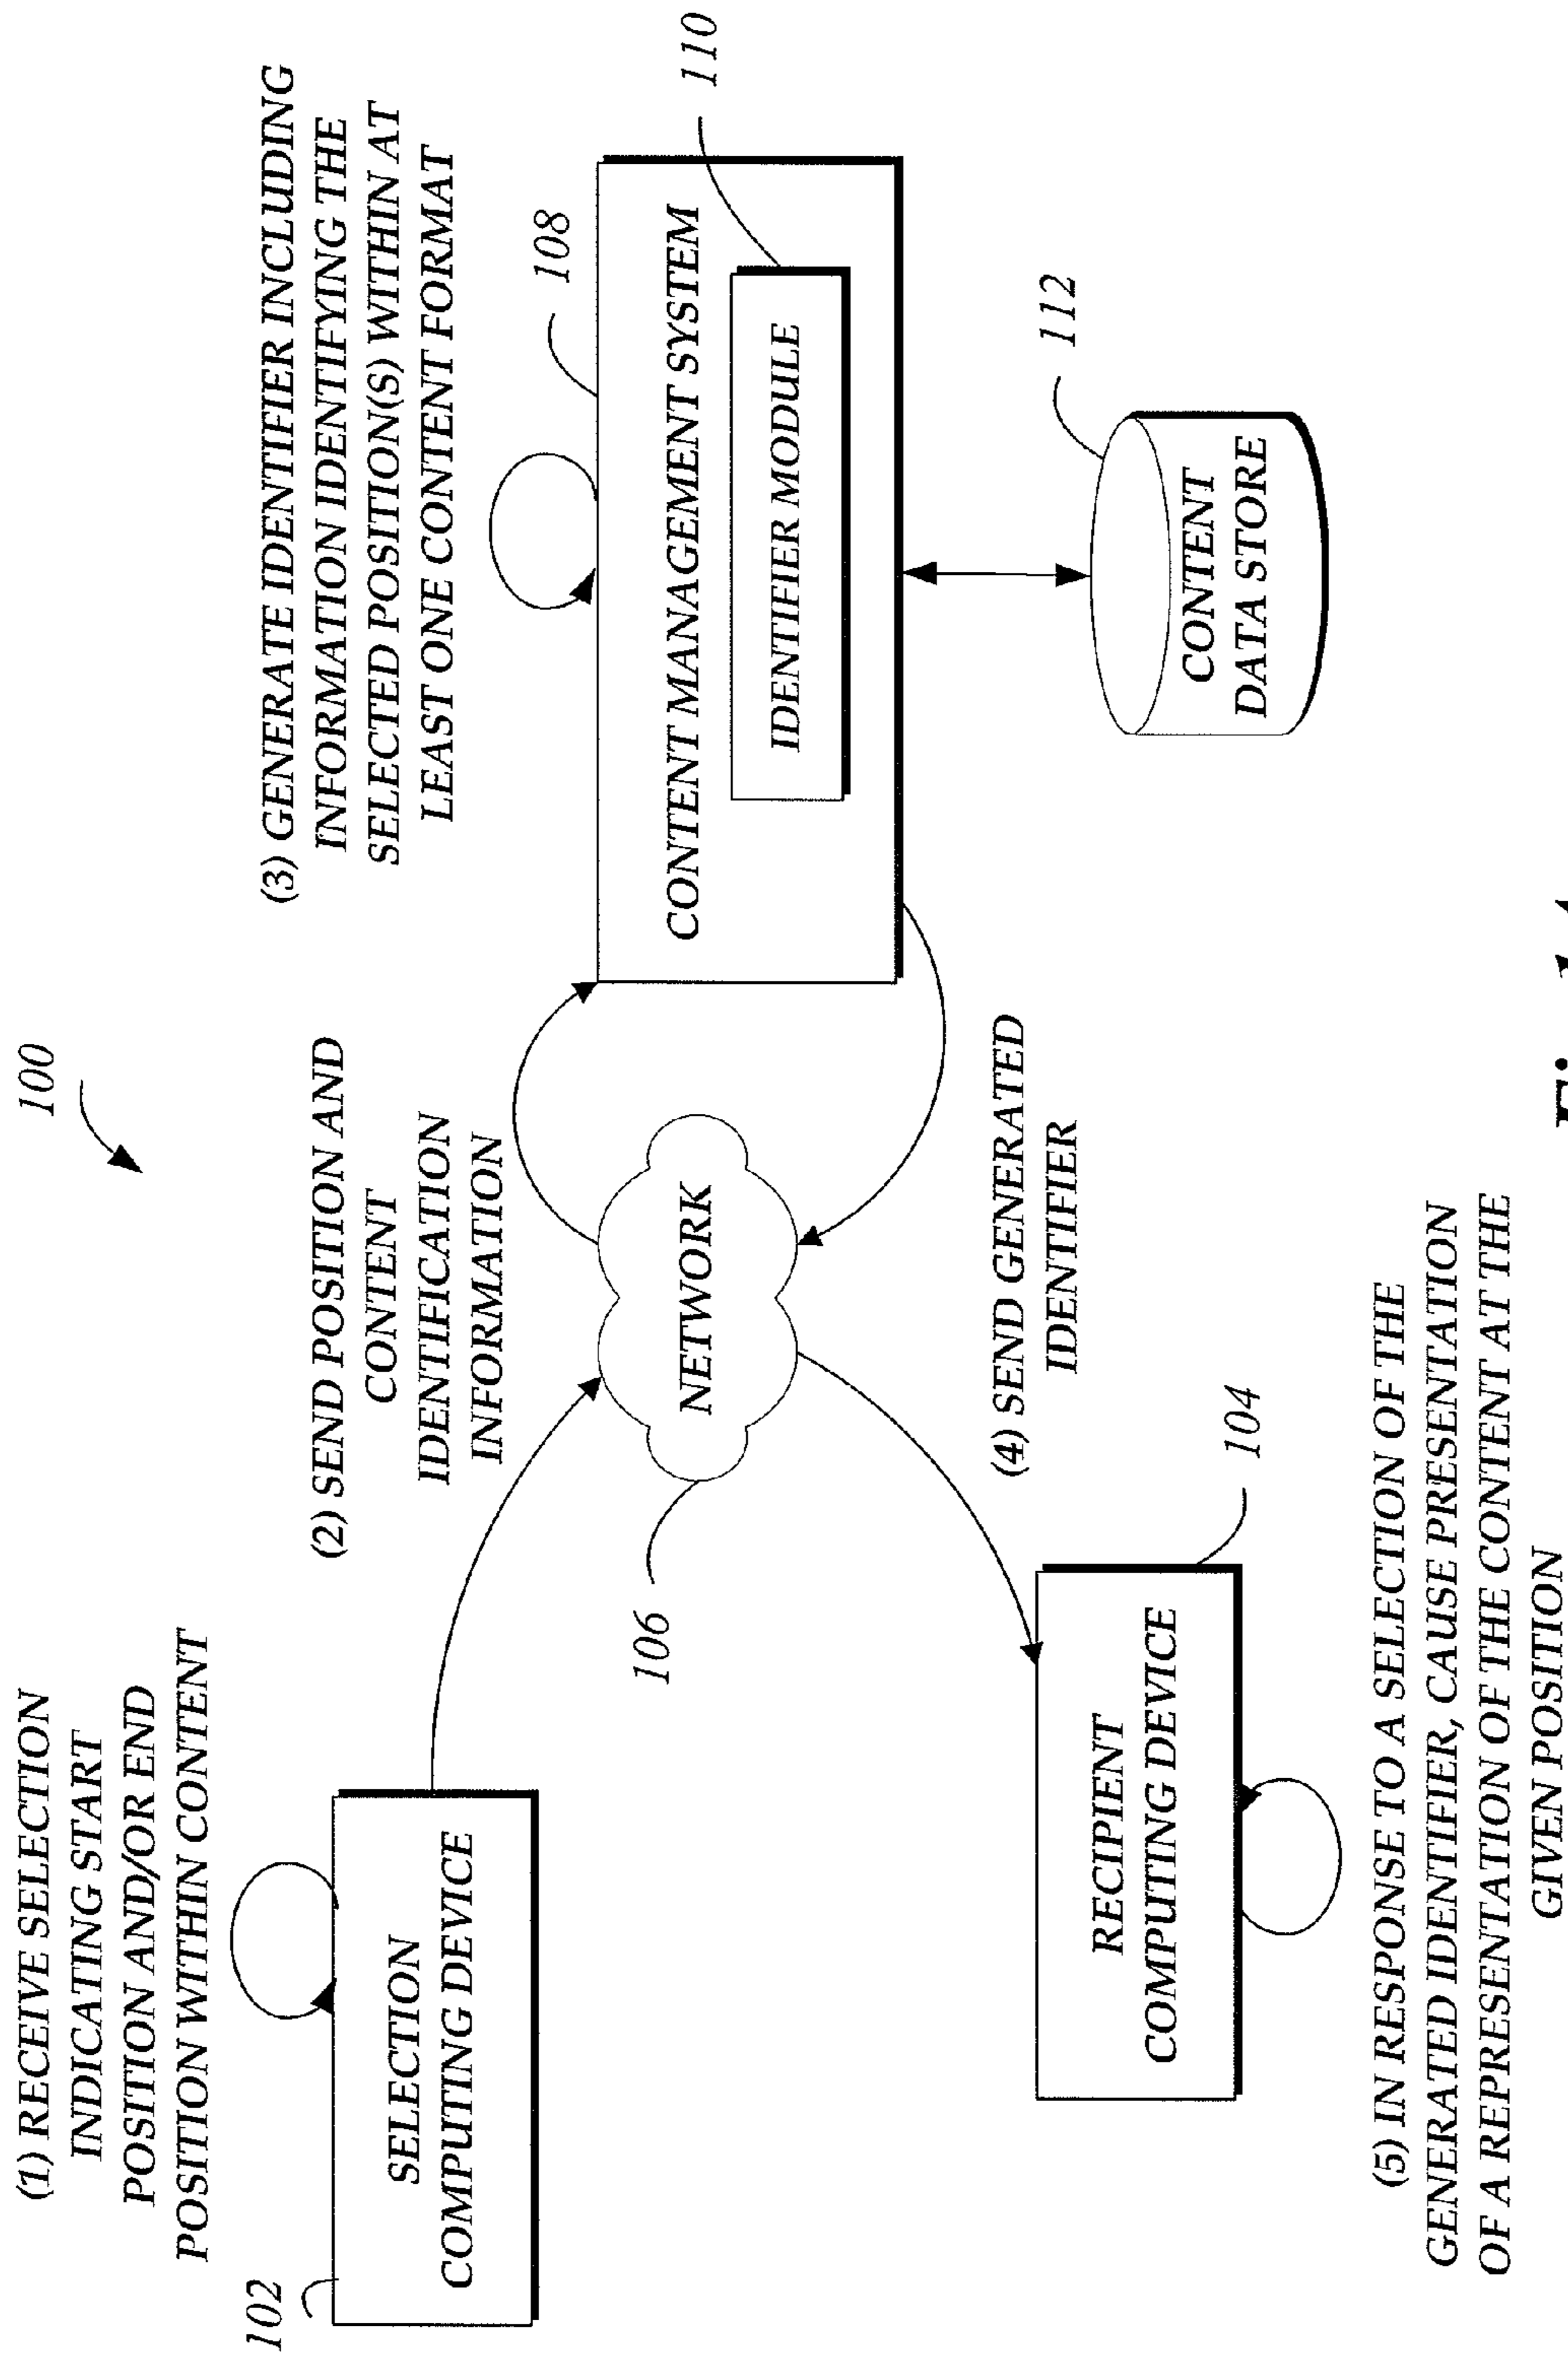 100
(1) RECEIVE SELECTION
INDICATING START
POSITION AND/OR END
POSITION WITHIN CONTENT
102
SELECTION
COMPUTING DEVICE
(2) SEND POSITION AND
CONTENT
IDENTIFICATION
INFORMATION
106
NETWORK
(3) GENERATE IDENTIFIER INCLUDING
INFORMATION IDENTIFYING THE
SELECTED POSITION(S) WITHIN AT
LEAST ONE CONTENT FORMAT
108
110
CONTENT MANAGEMENT SYSTEM
IDENTIFIER MODULE
112
CONTENT
DATA STORE
(4) SEND GENERATED
IDENTIFIER
104
RECIPIENT
COMPUTING DEVICE
(5) IN RESPONSE TO A SELECTION OF THE
GENERATED IDENTIFIER, CAUSE PRESENTATION
OF A REPRESENTATION OF THE CONTENT AT THE
GIVEN POSITION